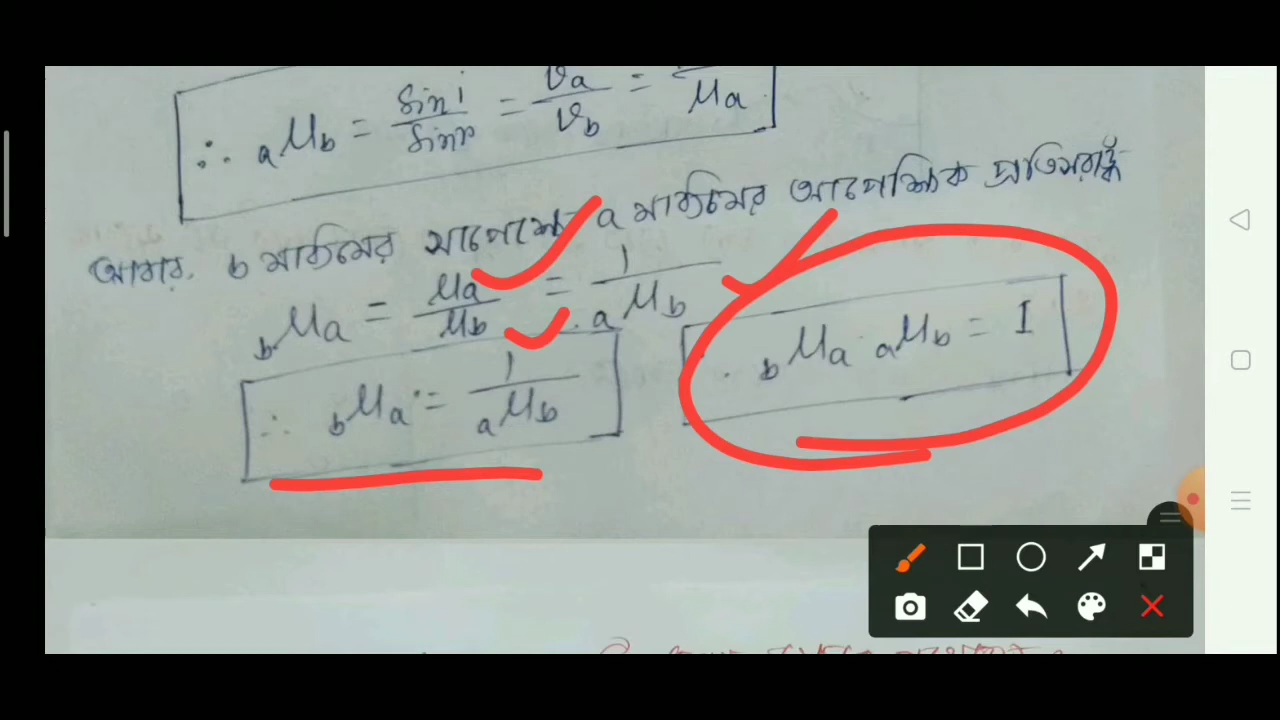 ∴ aμb = sin i / sin r = va / vb = / μa
আবার, b মাধ্যমের সাপেক্ষে a মাধ্যমের আপেক্ষিক প্রতিসরাঙ্ক
bμa = μa / μb = 1 / aμb
∴ bμa = 1 / aμb
∴ bμa · aμb = 1